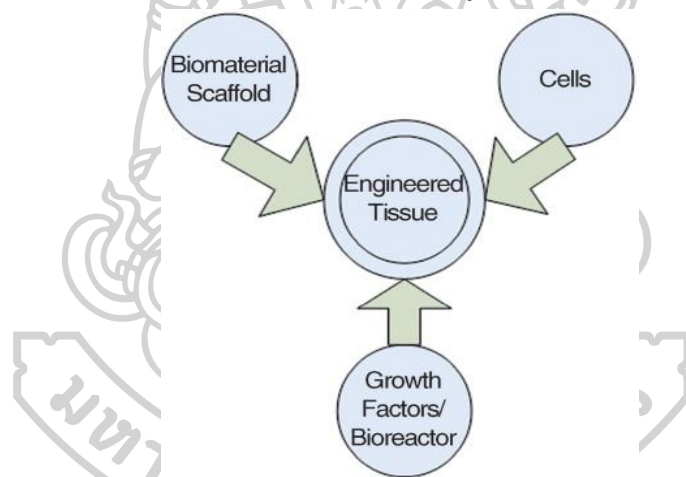 Biomaterial
Scaffold
Cells
Engineered
Tissue
Growth
Factors/
Bioreactor